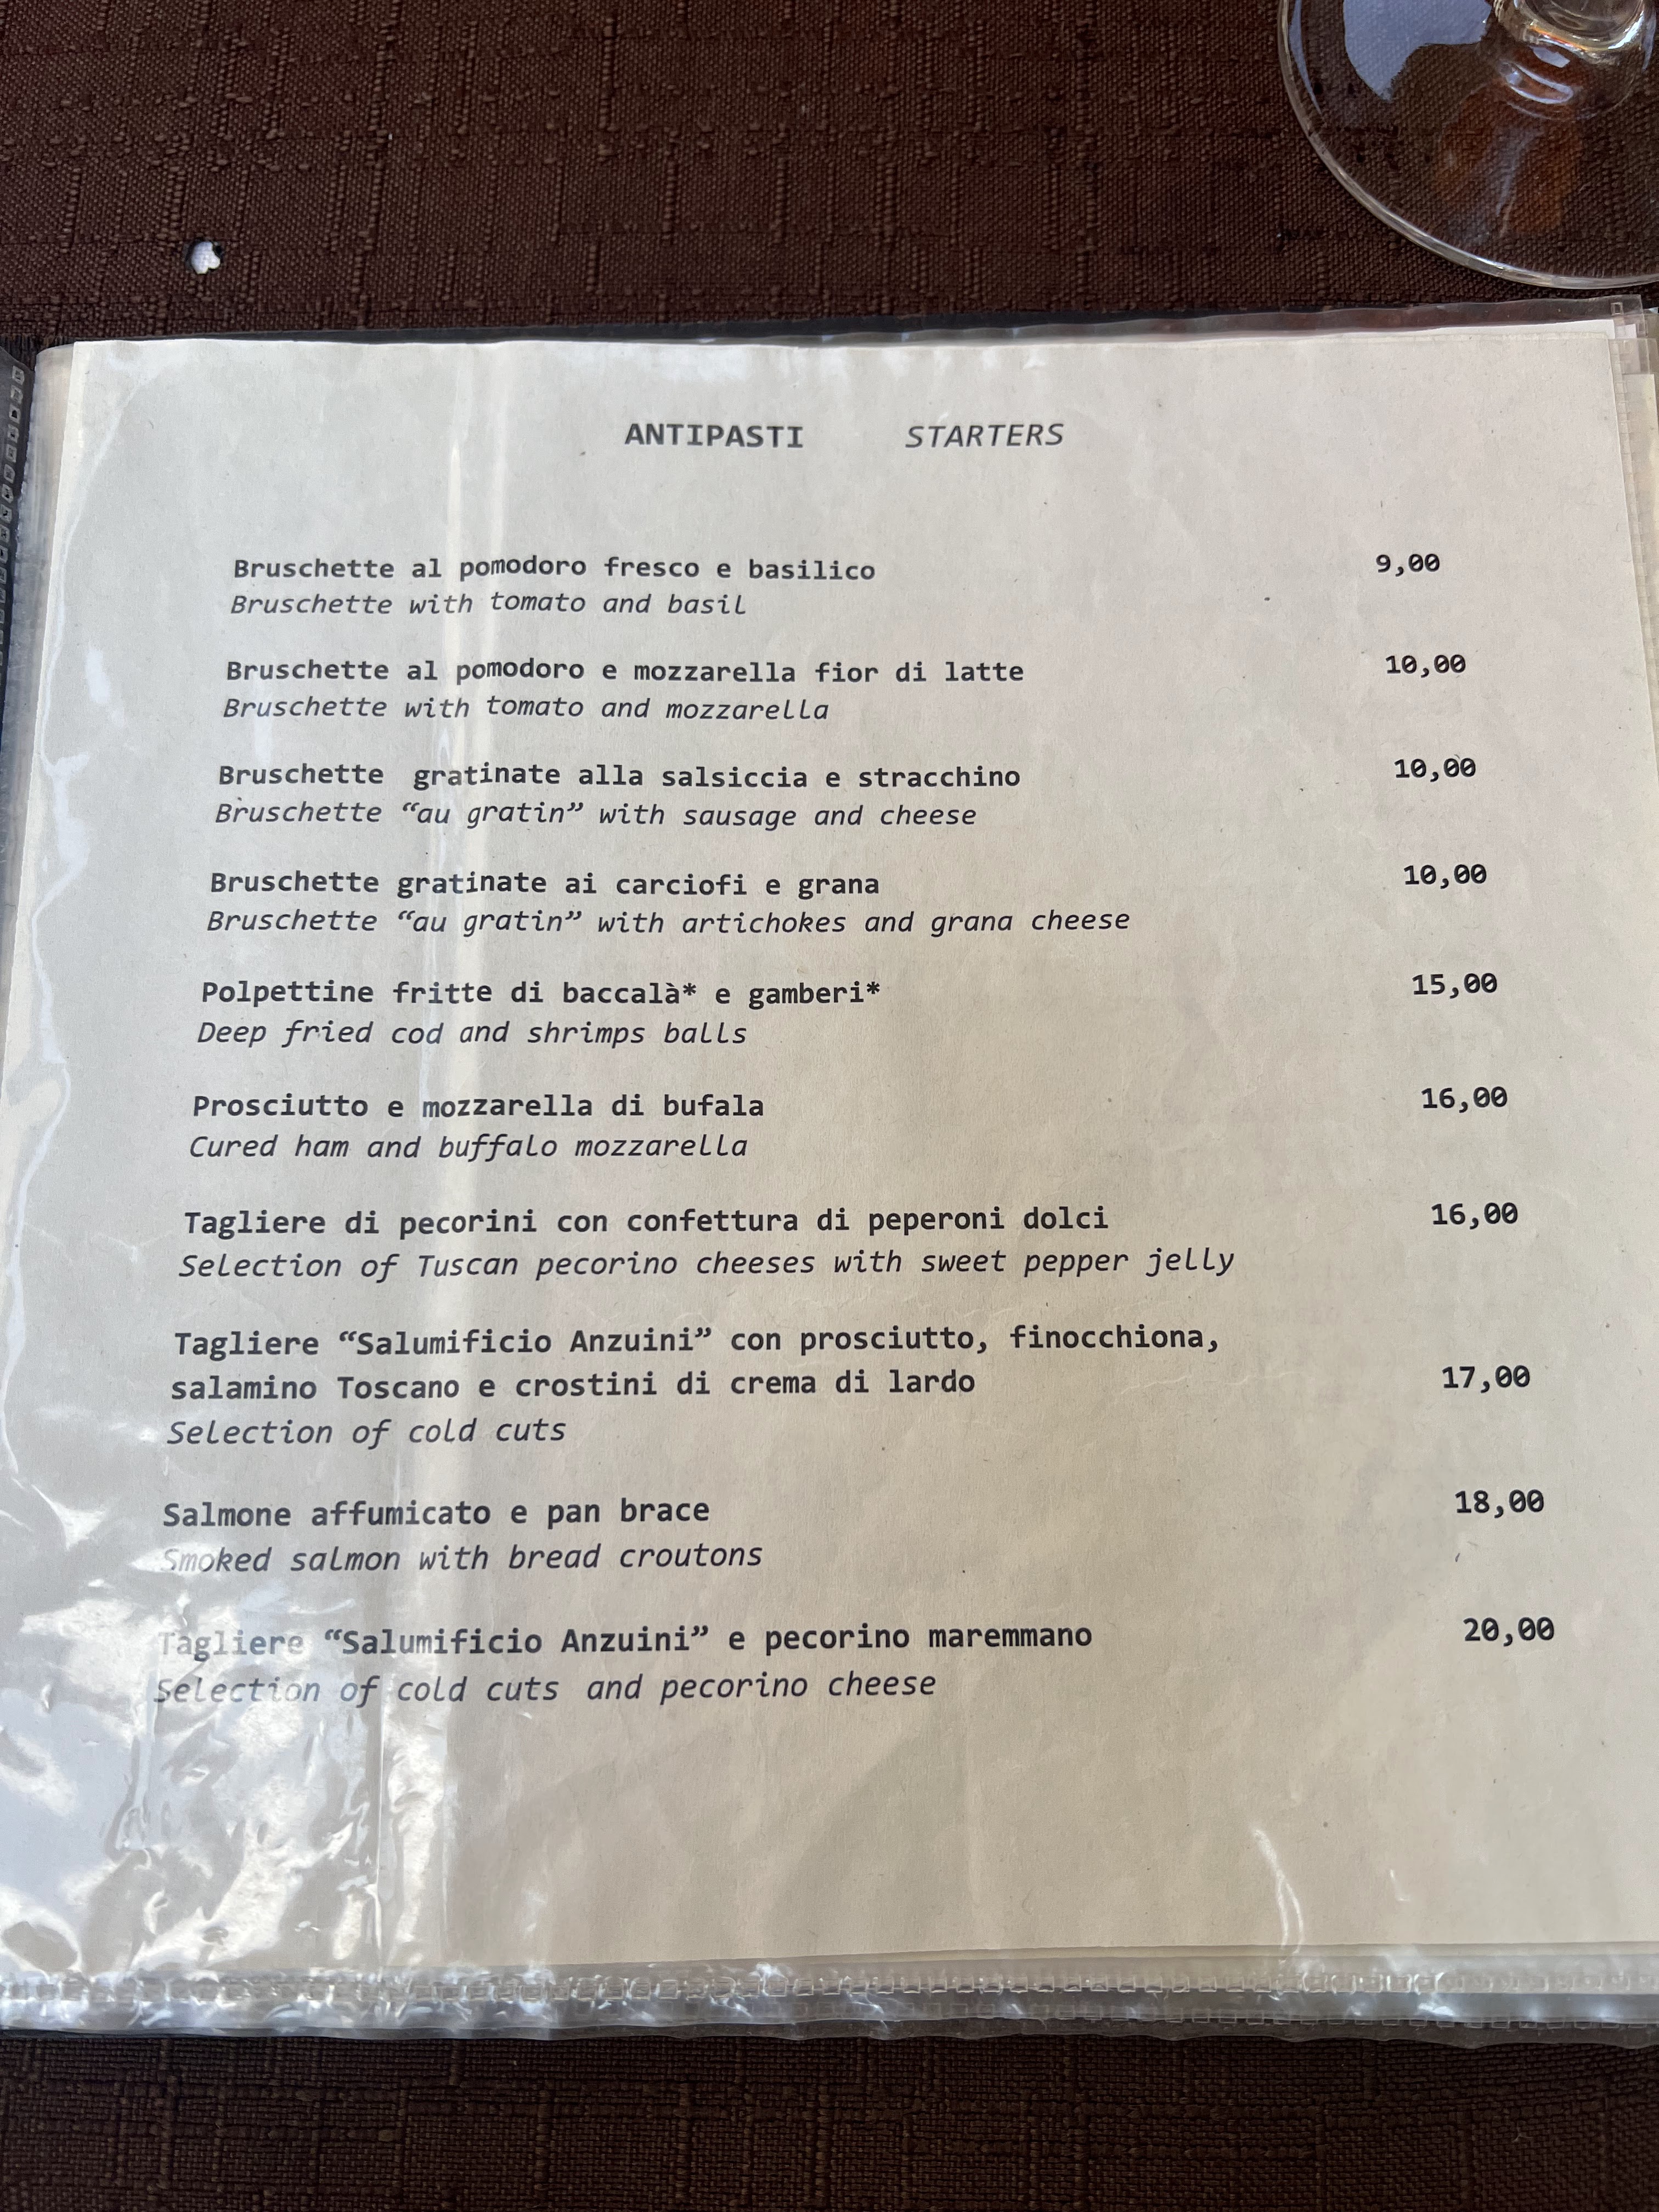 ANTIPASTI STARTERS
Bruschette al pomodoro fresco e basilico 9,00
Bruschette with tomato and basil
Bruschette al pomodoro e mozzarella fior di latte 10,00
Bruschette with tomato and mozzarella
Bruschette gratinate alla salsiccia e stracchino 10,00
Bruschette “au gratin” with sausage and cheese
Bruschette gratinate ai carciofi e grana 10,00
Bruschette “au gratin” with artichokes and grana cheese
Polpettine fritte di baccalà* e gamberi* 15,00
Deep fried cod and shrimps balls
Prosciutto e mozzarella di bufala 16,00
Cured ham and buffalo mozzarella
Tagliere di pecorini con confettura di peperoni dolci 16,00
Selection of Tuscan pecorino cheeses with sweet pepper jelly
Tagliere “Salumificio Anzuini” con prosciutto, finocchiona,
salamino Toscano e crostini di crema di lardo 17,00
Selection of cold cuts
Salmone affumicato e pan brace 18,00
Smoked salmon with bread croutons
Tagliere “Salumificio Anzuini” e pecorino maremmano 20,00
Selection of cold cuts and pecorino cheese